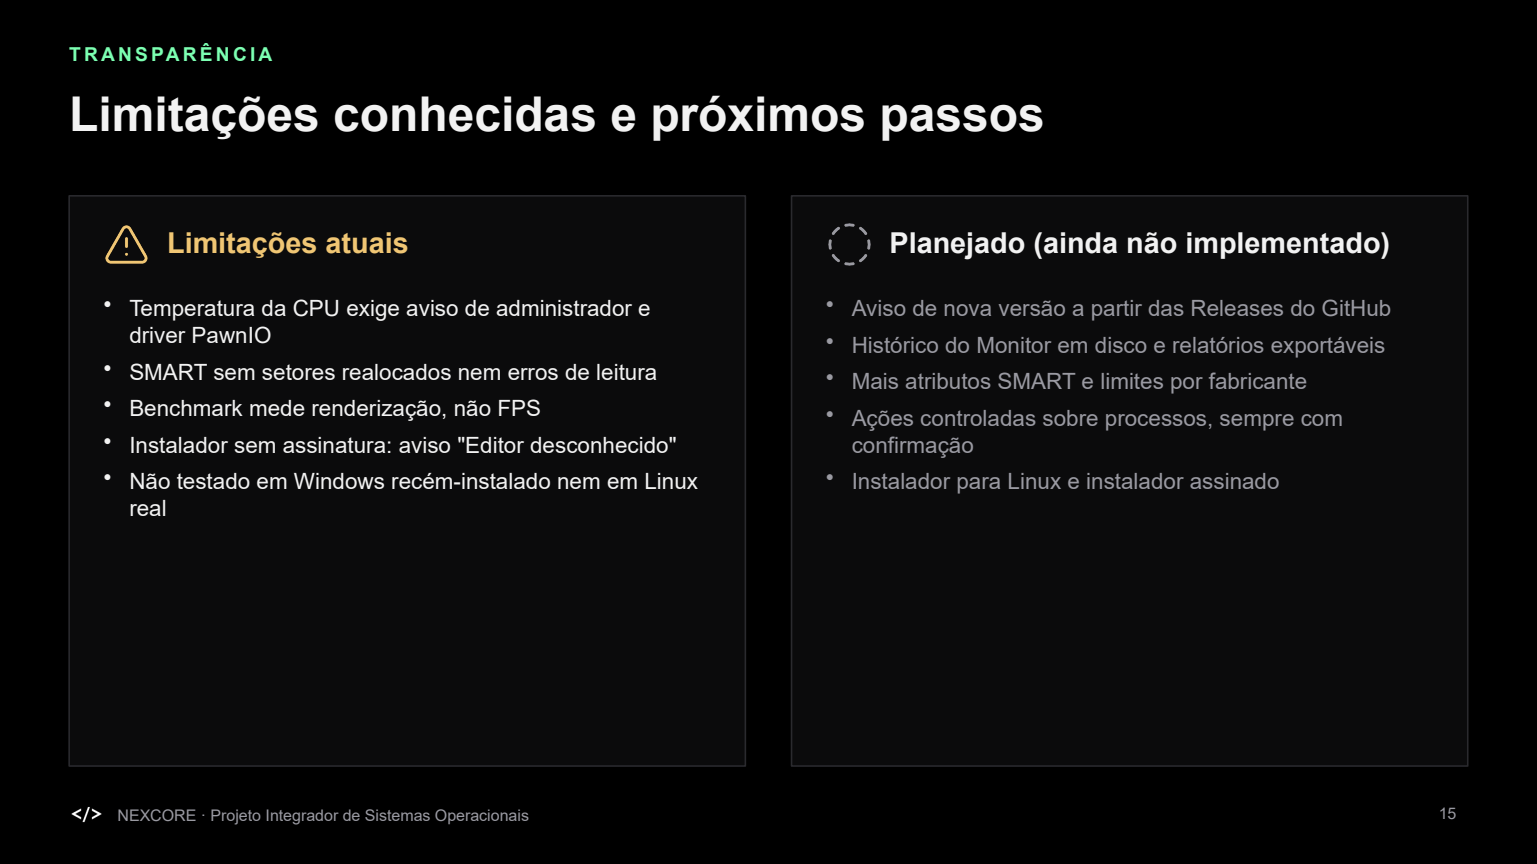 TRANSPARÊNCIA
Limitações conhecidas e próximos passos
Limitações atuais
• Temperatura da CPU exige aviso de administrador e
driver PawnIO
• SMART sem setores realocados nem erros de leitura
• Benchmark mede renderização, não FPS
• Instalador sem assinatura: aviso "Editor desconhecido"
• Não testado em Windows recém-instalado nem em Linux
real
Planejado (ainda não implementado)
• Aviso de nova versão a partir das Releases do GitHub
• Histórico do Monitor em disco e relatórios exportáveis
• Mais atributos SMART e limites por fabricante
• Ações controladas sobre processos, sempre com
confirmação
• Instalador para Linux e instalador assinado
</> NEXCORE · Projeto Integrador de Sistemas Operacionais
15